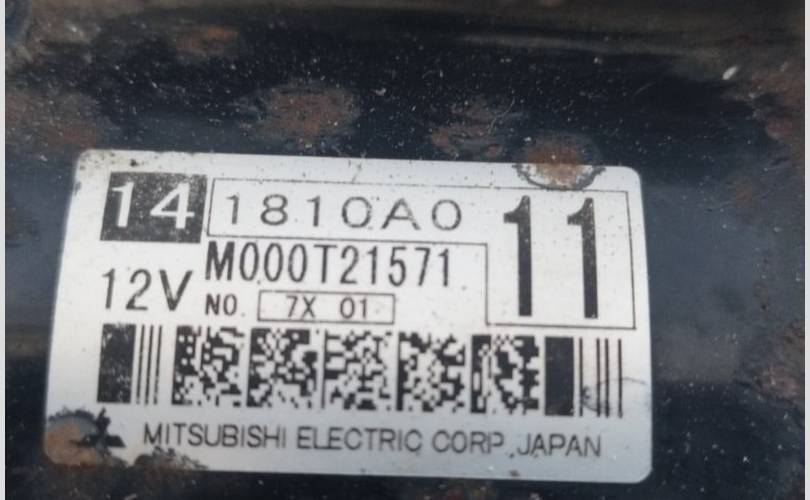 14 1810A0 11
M000T21571
12V NO. 7X 01
MITSUBISHI ELECTRIC CORP. JAPAN